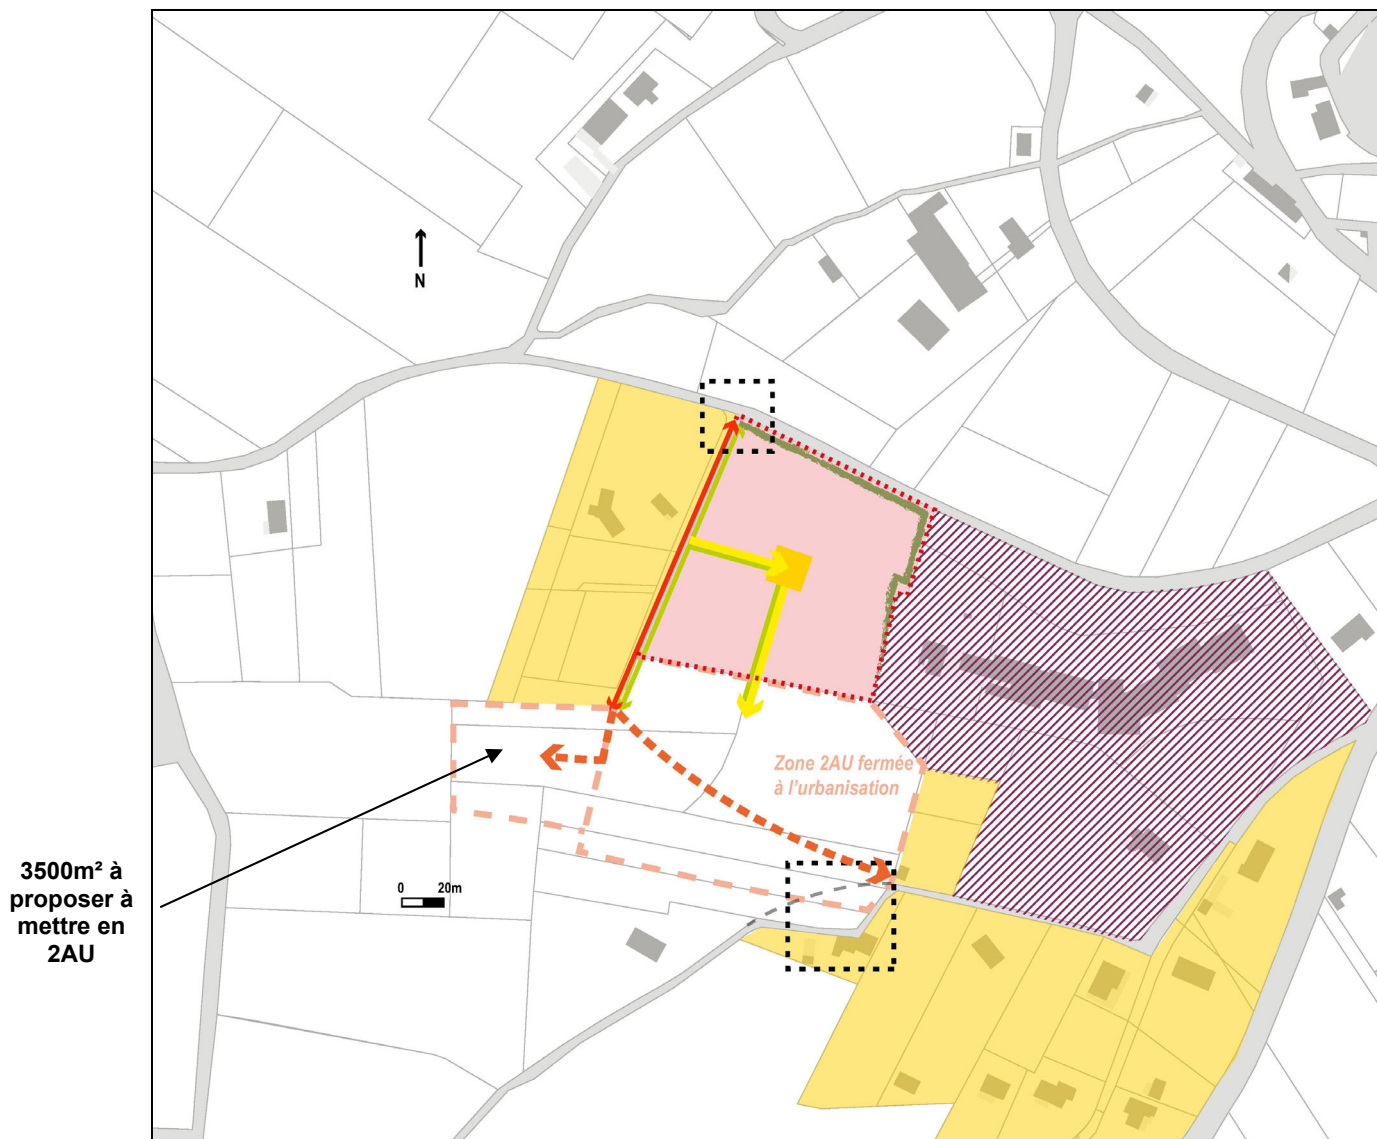 N
Zone 2AU fermée
à l'urbanisation
0 20m
3500m² à
proposer à
mettre en
2AU